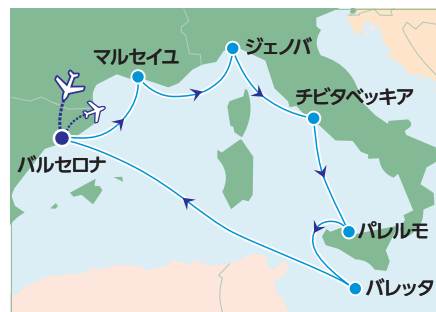 マルセイユ
ジェノバ
チビタベッキア
バルセロナ
パレルモ
バレッタ